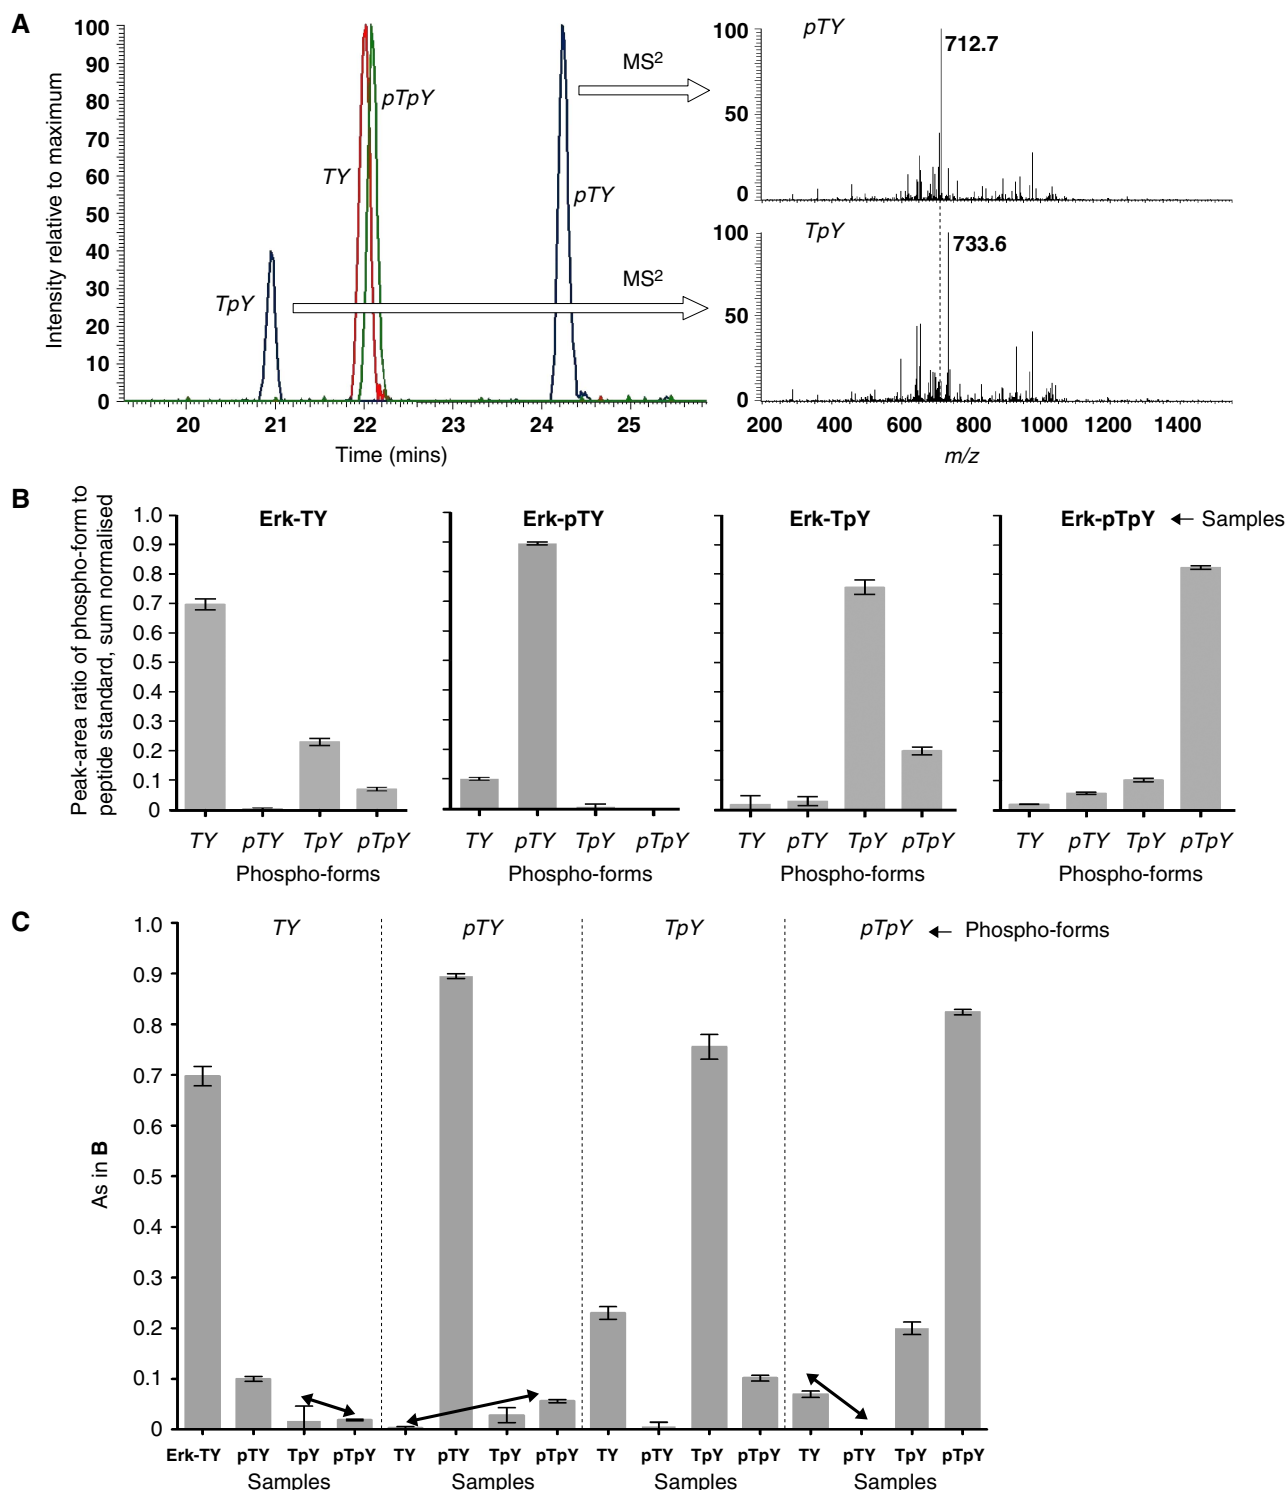 A
Intensity relative to maximum
100
90
80
70
60
50
40
30
20
10
0
TpY
TY
pTpY
pTY
20 21 22 23 24 25
Time (mins)
MS2
MS2
pTY
712.7
100
50
0
TpY
733.6
100
50
0
200 400 600 800 1000 1200 1400
m/z
B
Peak-area ratio of phospho-form to
peptide standard, sum normalised
1.0
0.9
0.8
0.7
0.6
0.5
0.4
0.3
0.2
0.1
0
Erk-TY Erk-pTY Erk-TpY Erk-pTpY ← Samples
TY pTY TpY pTpY TY pTY TpY pTpY TY pTY TpY pTpY TY pTY TpY pTpY
Phospho-forms Phospho-forms Phospho-forms Phospho-forms
C
As in B
1.0
0.9
0.8
0.7
0.6
0.5
0.4
0.3
0.2
0.1
0
TY pTY TpY pTpY ← Phospho-forms
Erk-TY pTY TpY pTpY TY pTY TpY pTpY TY pTY TpY pTpY TY pTY TpY pTpY
Samples Samples Samples Samples